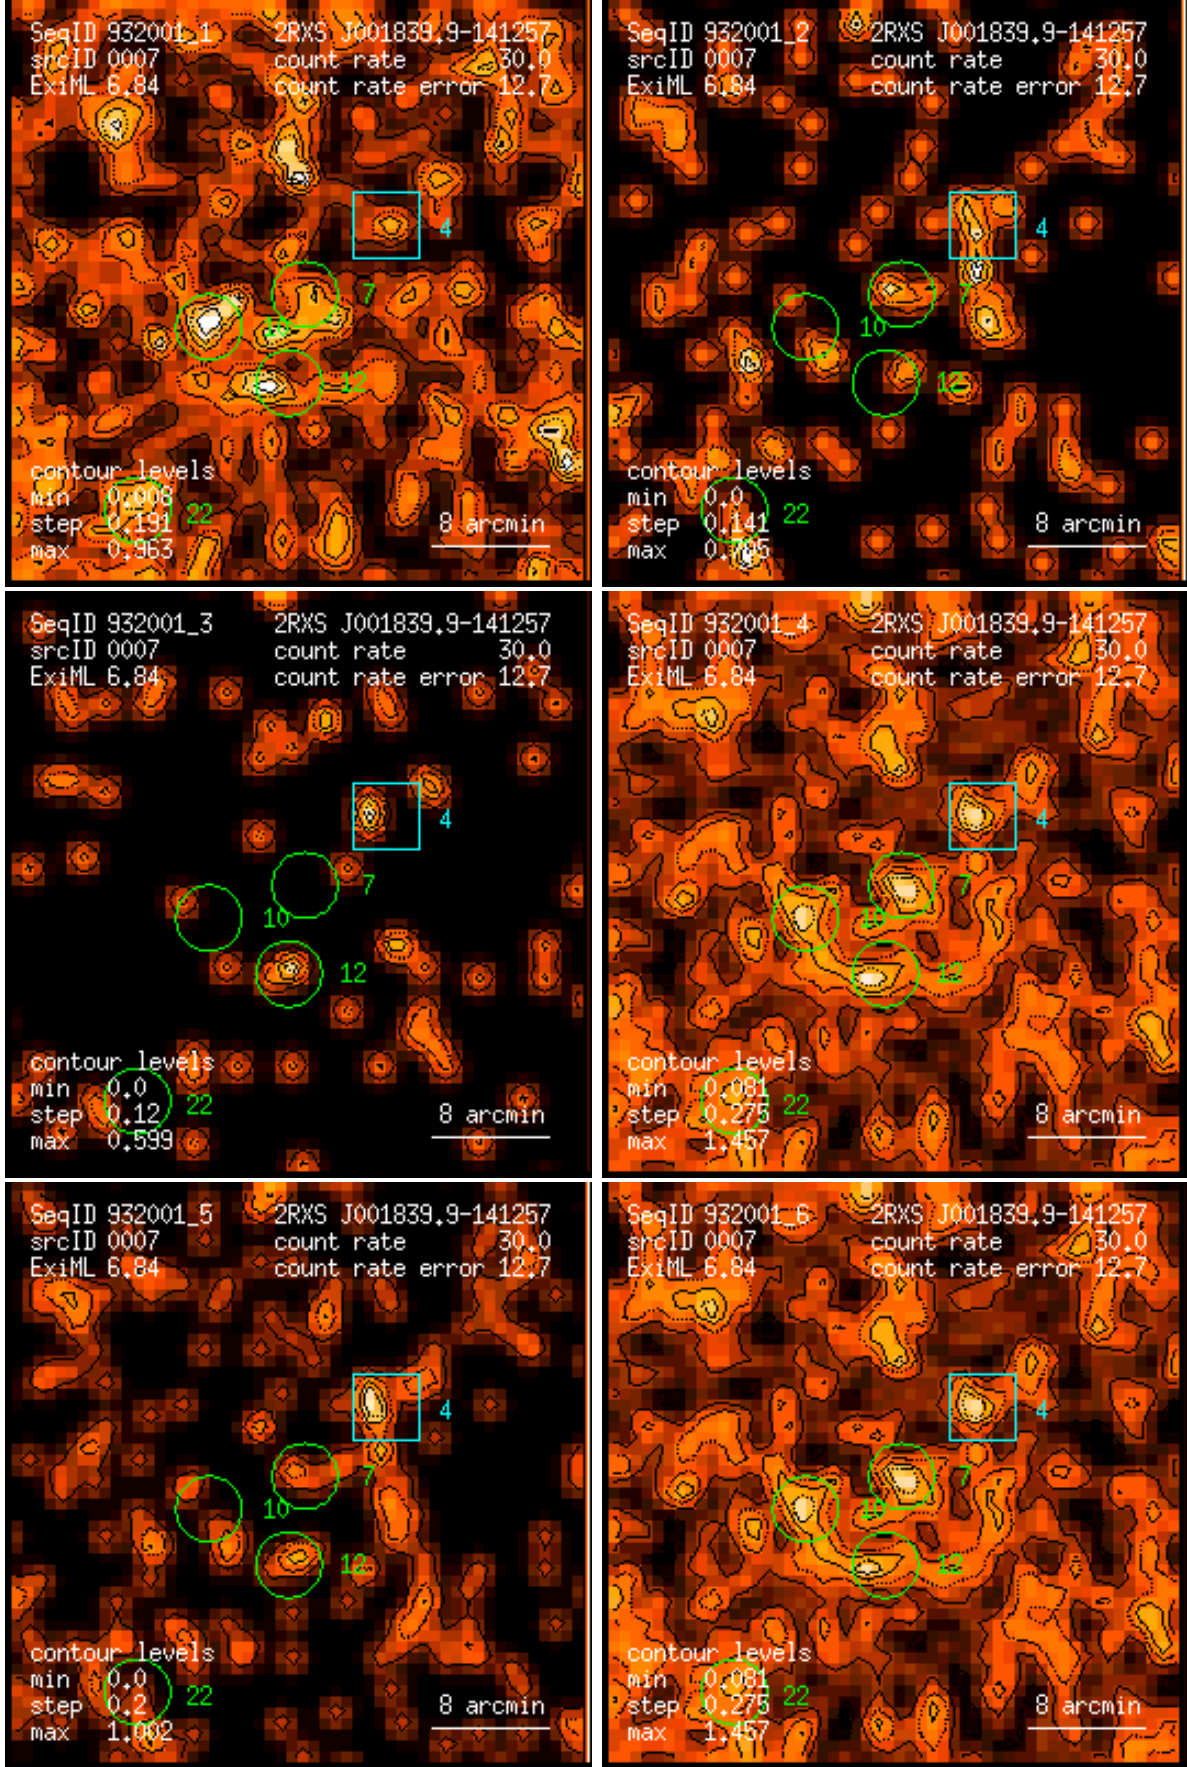 SeqID 932001_1 2RXS J001839.9-141257
srcID 0007 count rate 30.0
ExiML 6.84 count rate error 12.7
4
7
10
12
contour levels
min 0.008
step 0.191 22 8 arcmin
max 0.963
SeqID 932001_2 2RXS J001839.9-141257
srcID 0007 count rate 30.0
ExiML 6.84 count rate error 12.7
4
7
10
12
contour levels
min 0.0
step 0.141 22 8 arcmin
max
SeqID 932001_3 2RXS J001839.9-141257
srcID 0007 count rate 30.0
ExiML 6.84 count rate error 12.7
4
7
10
12
contour levels
min 0.0
step 0.12 22 8 arcmin
max 0.599
SeqID 932001_4 2RXS J001839.9-141257
srcID 0007 count rate 30.0
ExiML 6.84 count rate error 12.7
4
7
10
12
contour levels
min 0.081
step 0.275 22 8 arcmin
max 1.457
SeqID 932001_5 2RXS J001839.9-141257
srcID 0007 count rate 30.0
ExiML 6.84 count rate error 12.7
4
7
10
12
contour levels
min 0.0
step 0.2 22 8 arcmin
max 1.002
SeqID 932001_6 2RXS J001839.9-141257
srcID 0007 count rate 30.0
ExiML 6.84 count rate error 12.7
4
7
10
12
contour levels
min 0.081
step 0.275 22 8 arcmin
max 1.457